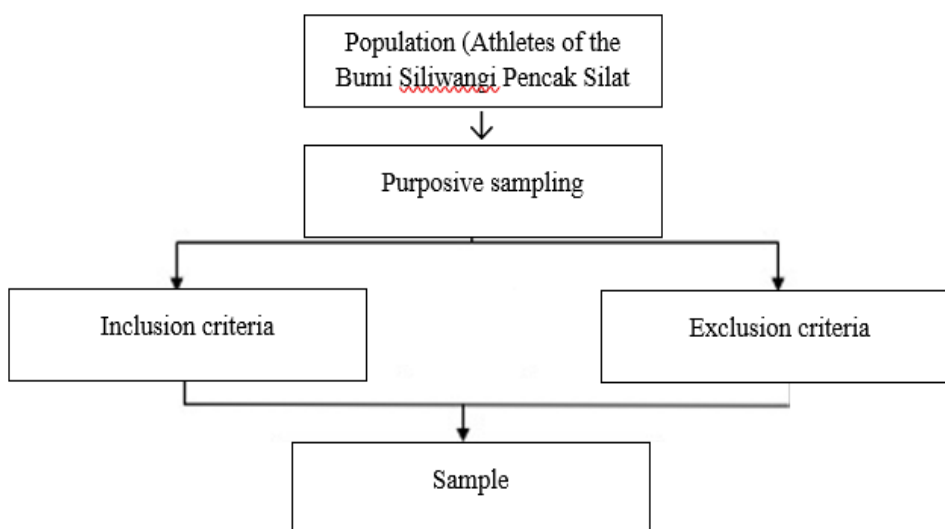 Population (Athletes of the
Bumi Siliwangi Pencak Silat
Purposive sampling
Inclusion criteria
Exclusion criteria
Sample